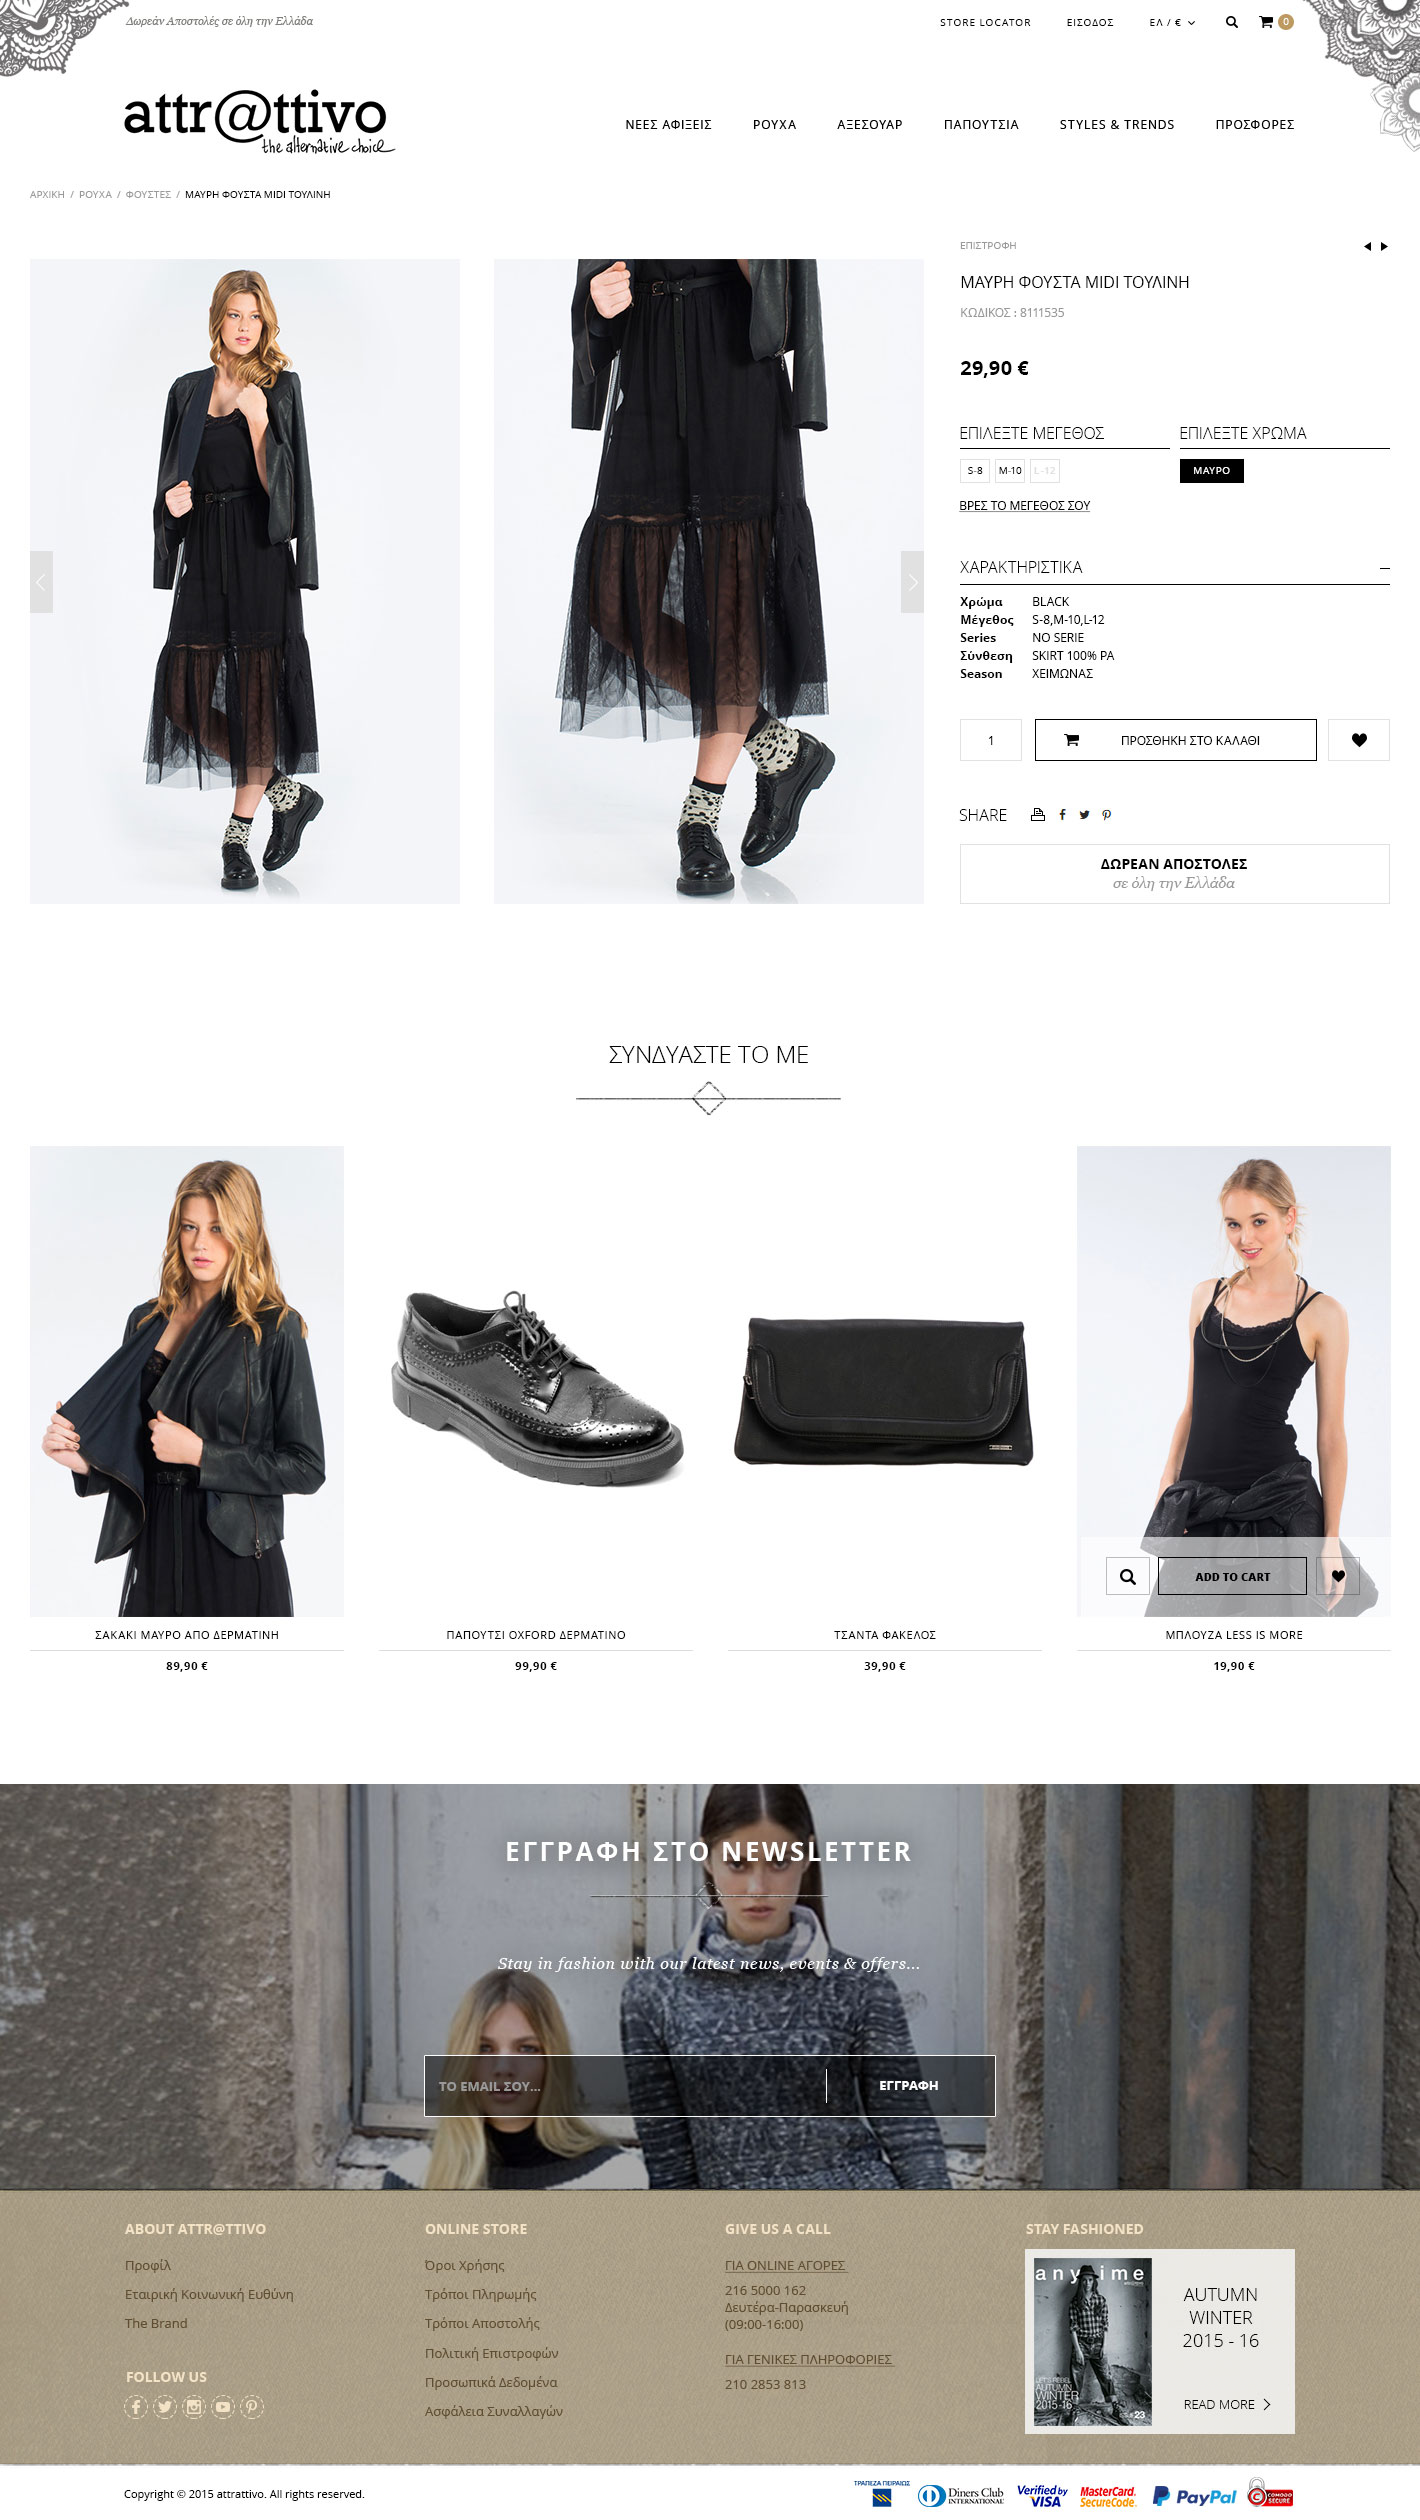 Δωρεάν Αποστολές σε όλη την Ελλάδα
STORE LOCATOR
ΕΙΣΟΔΟΣ
ΕΛ / €
0
attr@ttivo
the alternative choice
ΝΕΕΣ ΑΦΙΞΕΙΣ
ΡΟΥΧΑ
ΑΞΕΣΟΥΑΡ
ΠΑΠΟΥΤΣΙΑ
STYLES & TRENDS
ΠΡΟΣΦΟΡΕΣ
ΑΡΧΙΚΗ / ΡΟΥΧΑ / ΦΟΥΣΤΕΣ / ΜΑΥΡΗ ΦΟΥΣΤΑ MIDI ΤΟΥΛΙΝΗ
ΕΠΙΣΤΡΟΦΗ
ΜΑΥΡΗ ΦΟΥΣΤΑ MIDI ΤΟΥΛΙΝΗ
ΚΩΔΙΚΟΣ : 8111535
29,90 €
ΕΠΙΛΕΞΤΕ ΜΕΓΕΘΟΣ
ΕΠΙΛΕΞΤΕ ΧΡΩΜΑ
S-8
M-10
L-12
ΜΑΥΡΟ
ΒΡΕΣ ΤΟ ΜΕΓΕΘΟΣ ΣΟΥ
ΧΑΡΑΚΤΗΡΙΣΤΙΚΑ
Χρώμα BLACK
Μέγεθος S-8,M-10,L-12
Series NO SERIE
Σύνθεση SKIRT 100% PA
Season ΧΕΙΜΩΝΑΣ
1
ΠΡΟΣΘΗΚΗ ΣΤΟ ΚΑΛΑΘΙ
SHARE
ΔΩΡΕΑΝ ΑΠΟΣΤΟΛΕΣ
σε όλη την Ελλάδα
ΣΥΝΔΥΑΣΤΕ ΤΟ ΜΕ
ADD TO CART
ΣΑΚΑΚΙ ΜΑΥΡΟ ΑΠΟ ΔΕΡΜΑΤΙΝΗ
89,90 €
ΠΑΠΟΥΤΣΙ OXFORD ΔΕΡΜΑΤΙΝΟ
99,90 €
ΤΣΑΝΤΑ ΦΑΚΕΛΟΣ
39,90 €
ΜΠΛΟΥΖΑ LESS IS MORE
19,90 €
ΕΓΓΡΑΦΗ ΣΤΟ NEWSLETTER
Stay in fashion with our latest news, events & offers...
ΤΟ EMAIL ΣΟΥ...
ΕΓΓΡΑΦΗ
ABOUT ATTR@TTIVO
Προφίλ
Εταιρική Κοινωνική Ευθύνη
The Brand
FOLLOW US
ONLINE STORE
Όροι Χρήσης
Τρόποι Πληρωμής
Τρόποι Αποστολής
Πολιτική Επιστροφών
Προσωπικά Δεδομένα
Ασφάλεια Συναλλαγών
GIVE US A CALL
ΓΙΑ ONLINE ΑΓΟΡΕΣ
216 5000 162
Δευτέρα-Παρασκευή
(09:00-16:00)
ΓΙΑ ΓΕΝΙΚΕΣ ΠΛΗΡΟΦΟΡΙΕΣ
210 2853 813
STAY FASHIONED
anytime
LET'S REBEL
AUTUMN
WINTER
2015-16
23
AUTUMN
WINTER
2015 - 16
READ MORE
Copyright © 2015 attrattivo. All rights reserved.
ΤΡΑΠΕΖΑ ΠΕΙΡΑΙΩΣ
Diners Club
INTERNATIONAL
Verified by
VISA
MasterCard.
SecureCode.
PayPal
COMODO
SECURE